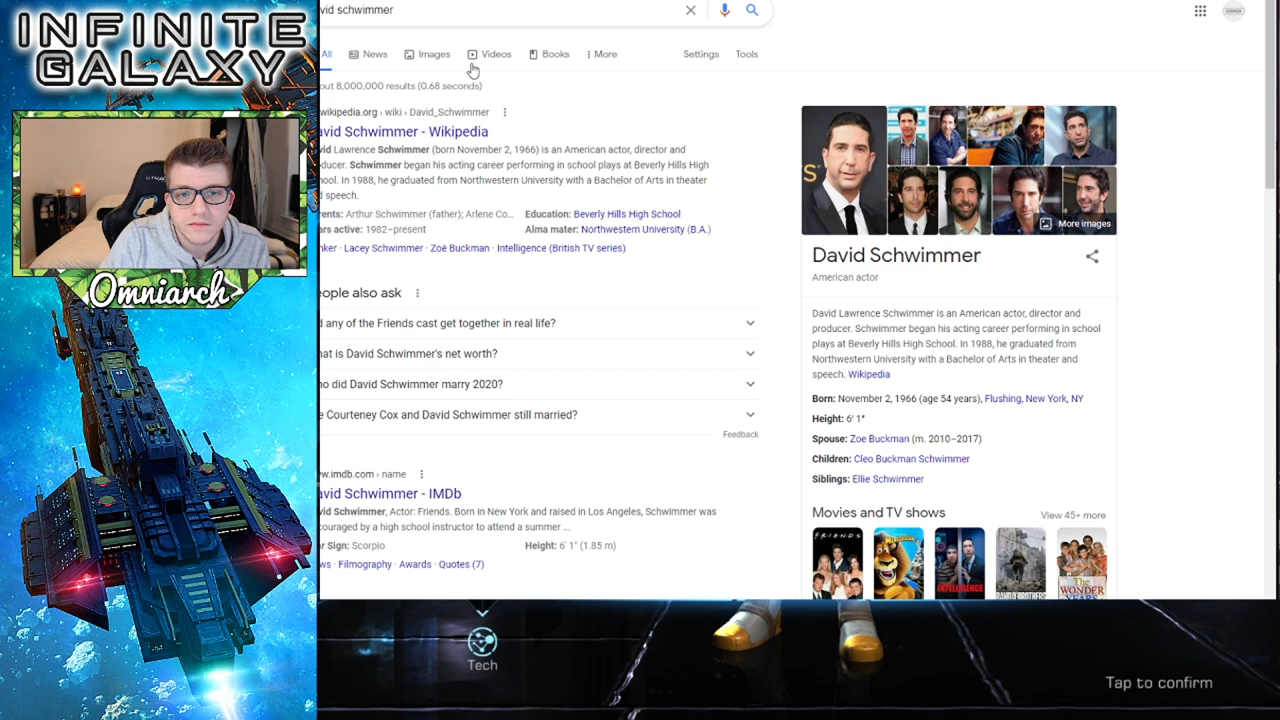 INFINITE
GALAXY
Omniarch
vid schwimmer
All News Images Videos Books More Settings Tools
out 8,000,000 results (0.68 seconds)
wikipedia.org › wiki › David_Schwimmer
vid Schwimmer - Wikipedia
vid Lawrence Schwimmer (born November 2, 1966) is an American actor, director and
ducer. Schwimmer began his acting career performing in school plays at Beverly Hills High
ool. In 1988, he graduated from Northwestern University with a Bachelor of Arts in theater
speech.
rents: Arthur Schwimmer (father); Arlene Co... Education: Beverly Hills High School
ars active: 1982–present Alma mater: Northwestern University (B.A.)
nker · Lacey Schwimmer · Zoë Buckman · Intelligence (British TV series)
eople also ask
d any of the Friends cast get together in real life?
hat is David Schwimmer's net worth?
ho did David Schwimmer marry 2020?
e Courteney Cox and David Schwimmer still married?
Feedback
ww.imdb.com › name
avid Schwimmer - IMDb
vid Schwimmer, Actor: Friends. Born in New York and raised in Los Angeles, Schwimmer was
couraged by a high school instructor to attend a summer ...
ar Sign: Scorpio Height: 6' 1" (1.85 m)
ws · Filmography · Awards · Quotes (7)
More images
David Schwimmer
American actor
David Lawrence Schwimmer is an American actor, director and
producer. Schwimmer began his acting career performing in school
plays at Beverly Hills High School. In 1988, he graduated from
Northwestern University with a Bachelor of Arts in theater and
speech. Wikipedia
Born: November 2, 1966 (age 54 years), Flushing, New York, NY
Height: 6' 1"
Spouse: Zoe Buckman (m. 2010–2017)
Children: Cleo Buckman Schwimmer
Siblings: Ellie Schwimmer
Movies and TV shows View 45+ more
FRIENDS
INTELLIGENCE
The
WONDER
YEARS
Tech
Tap to confirm